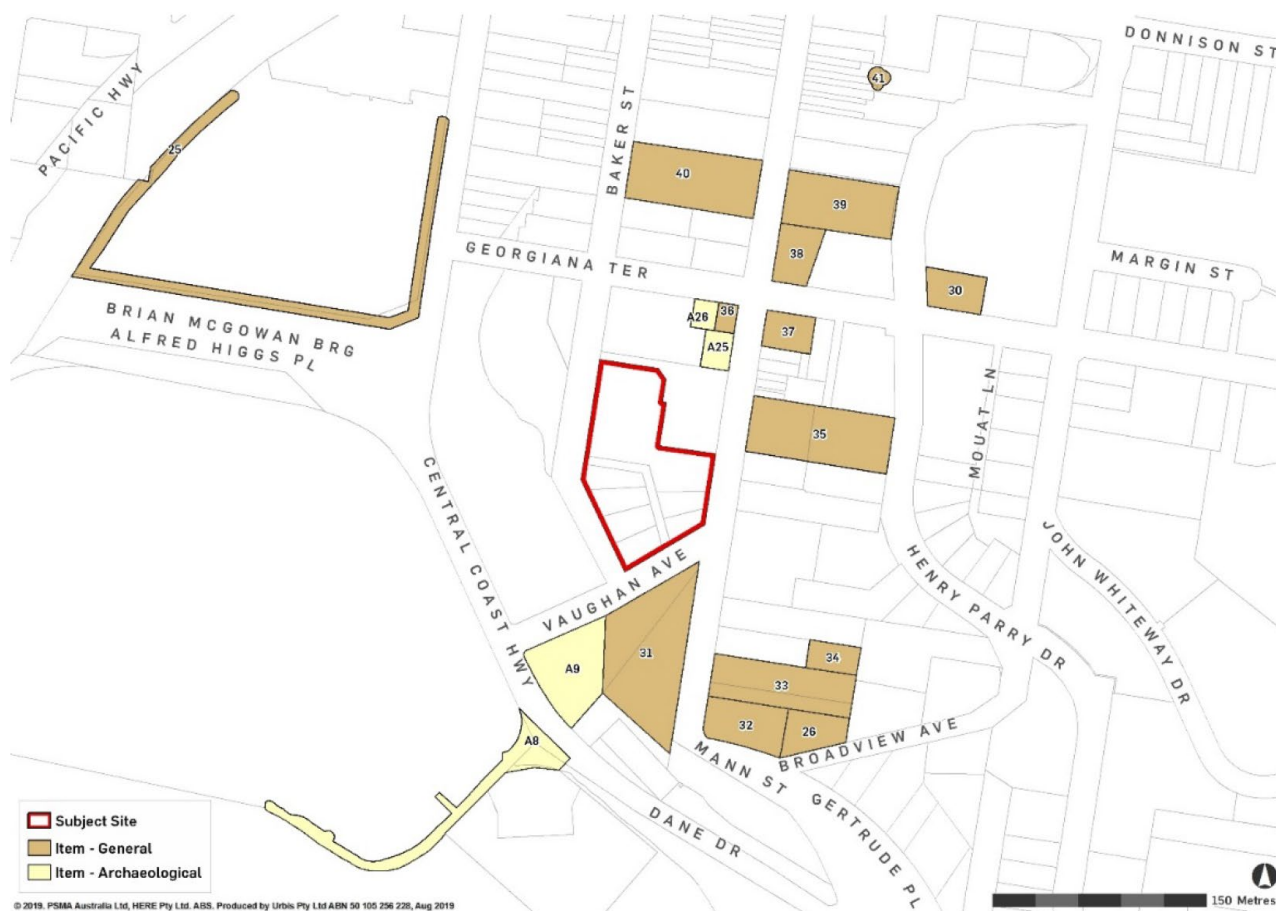 DONNISON ST
PACIFIC HWY
41
25
BAKER ST
40
39
GEORGIANA TER
38
MARGIN ST
30
BRIAN MCGOWAN BRG
ALFRED HIGGS PL
A26
36
37
A25
MOUAT LN
35
CENTRAL COAST HWY
JOHN WHITEWAY DR
HENRY PARRY DR
VAUGHAN AVE
31
34
A9
33
32
26
BROADVIEW AVE
A8
MANN ST
GERTRUDE PL
DANE DR
Subject Site
Item - General
Item - Archaeological
150 Metres
© 2019. PSMA Australia Ltd, HERE Pty Ltd. ABS. Produced by Urbis Pty Ltd ABN 50 105 256 228, Aug 2019